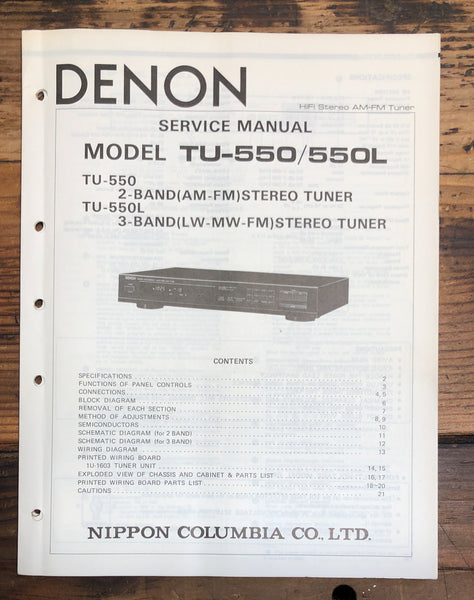 DENON
HiFi Stereo AM-FM Tuner
SERVICE MANUAL
MODEL TU-550/550L
TU-550
2-BAND(AM-FM)STEREO TUNER
TU-550L
3-BAND(LW-MW-FM)STEREO TUNER
DENON
CONTENTS
SPECIFICATIONS 2
FUNCTIONS OF PANEL CONTROLS 3
CONNECTIONS 4, 5
BLOCK DIAGRAM 6
REMOVAL OF EACH SECTION 7
METHOD OF ADJUSTMENTS 8, 9
SEMICONDUCTORS 10
SCHEMATIC DIAGRAM (for 2 BAND) 11
SCHEMATIC DIAGRAM (for 3 BAND) 12
WIRING DIAGRAM 13
PRINTED WIRING BOARD
1U-1603 TUNER UNIT 14, 15
EXPLODED VIEW OF CHASSIS AND CABINET & PARTS LIST 16, 17
PRINTED WIRING BOARD PARTS LIST 18~20
CAUTIONS 21
NIPPON COLUMBIA CO., LTD.